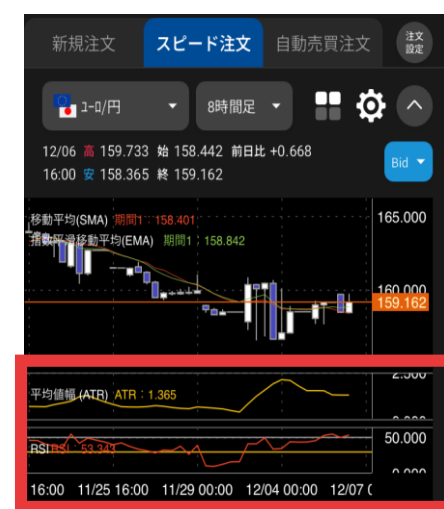 新規注文 スピード注文 自動売買注文 注文
設定
ユーロ/円 8時間足
12/06 高 159.733 始 158.442 前日比 +0.668
16:00 安 158.365 終 159.162
Bid
移動平均(SMA) 期間1 : 158.401
指数平滑移動平均(EMA) 期間1 : 158.842
165.000
160.000
159.162
2.500
平均値幅 (ATR) ATR : 1.365
0.000
50.000
RSI RSI : 53.343
0.000
16:00 11/25 16:00 11/29 00:00 12/04 00:00 12/07